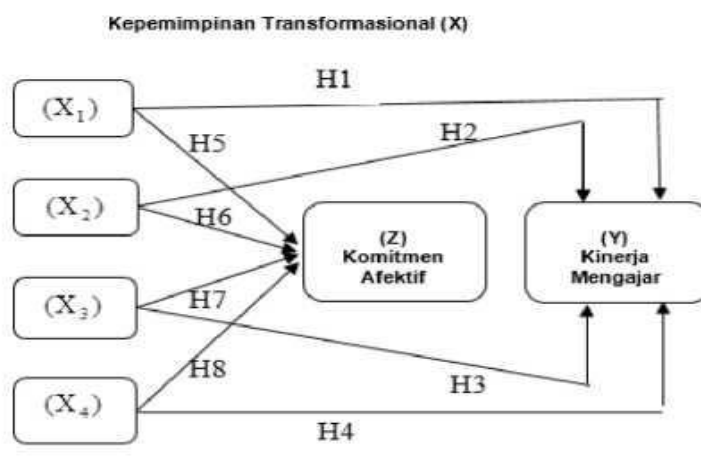 Kepemimpinan Transformasional (X)
H1
(X₁)
H5
H2
(X₂)
H6
(Z)
Komitmen
Afektif
(Y)
Kinerja
Mengajar
(X₃)
H7
H8
H3
(X₄)
H4